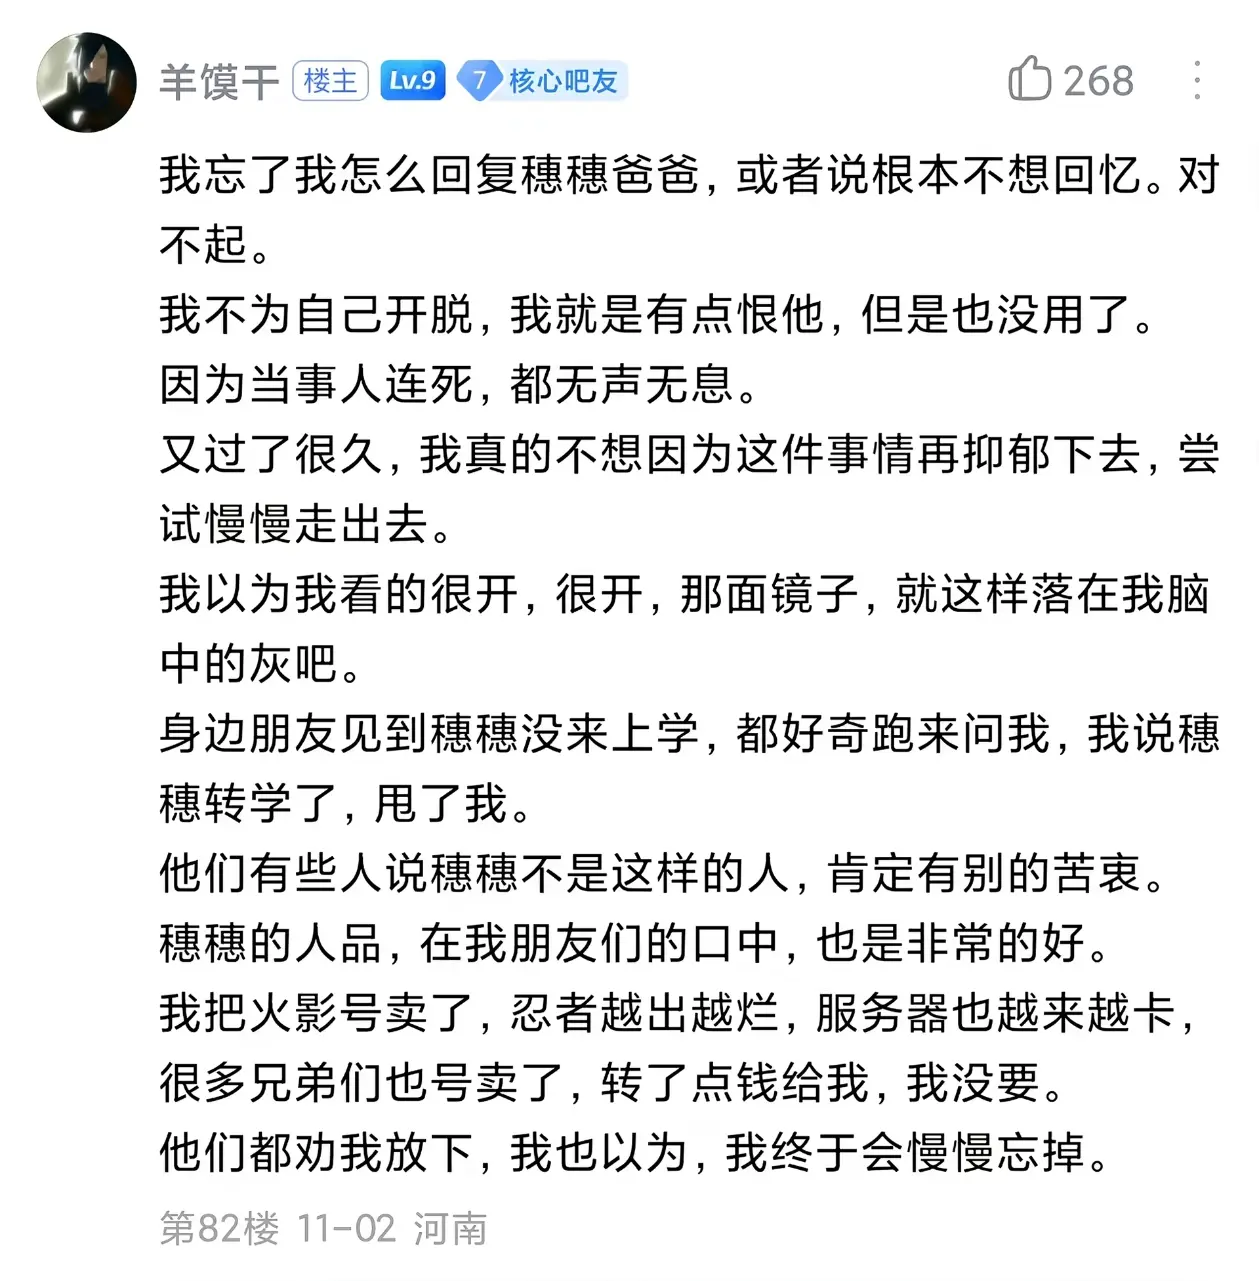 羊馍干 楼主 Lv.9 7 核心吧友 268
我忘了我怎么回复穗穗爸爸，或者说根本不想回忆。对
不起。
我不为自己开脱，我就是有点恨他，但是也没用了。
因为当事人连死，都无声无息。
又过了很久，我真的不想因为这件事情再抑郁下去，尝
试慢慢走出去。
我以为我看的很开，很开，那面镜子，就这样落在我脑
中的灰吧。
身边朋友见到穗穗没来上学，都好奇跑来问我，我说穗
穗转学了，甩了我。
他们有些人说穗穗不是这样的人，肯定有别的苦衷。
穗穗的人品，在我朋友们的口中，也是非常的好。
我把火影号卖了，忍者越出越烂，服务器也越来越卡，
很多兄弟们也号卖了，转了点钱给我，我没要。
他们都劝我放下，我也以为，我终于会慢慢忘掉。
第82楼 11-02 河南